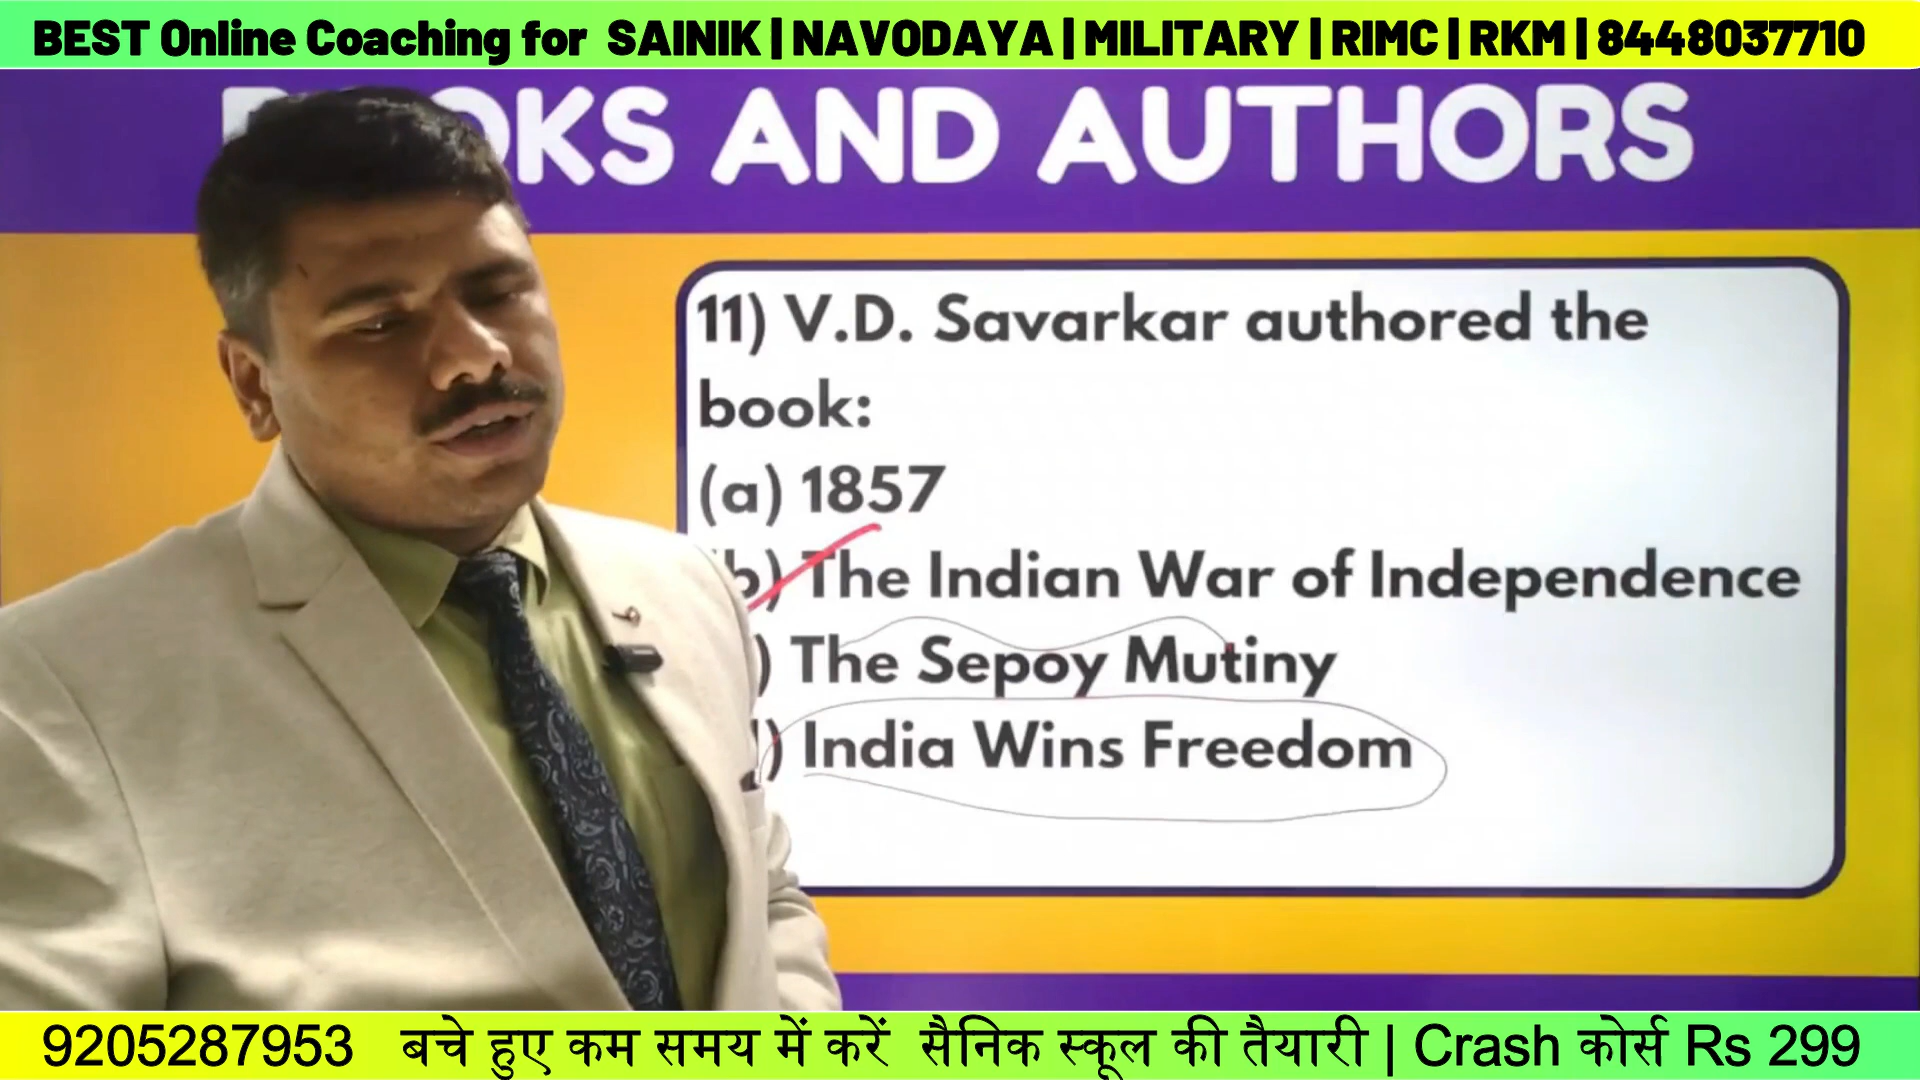 BEST Online Coaching for SAINIK | NAVODAYA | MILITARY | RIMC | RKM | 8448037710
BOOKS AND AUTHORS
11) V.D. Savarkar authored the
book:
(a) 1857
b) The Indian War of Independence
) The Sepoy Mutiny
) India Wins Freedom
9205287953 बचे हुए कम समय में करें सैनिक स्कूल की तैयारी | Crash कोर्स Rs 299